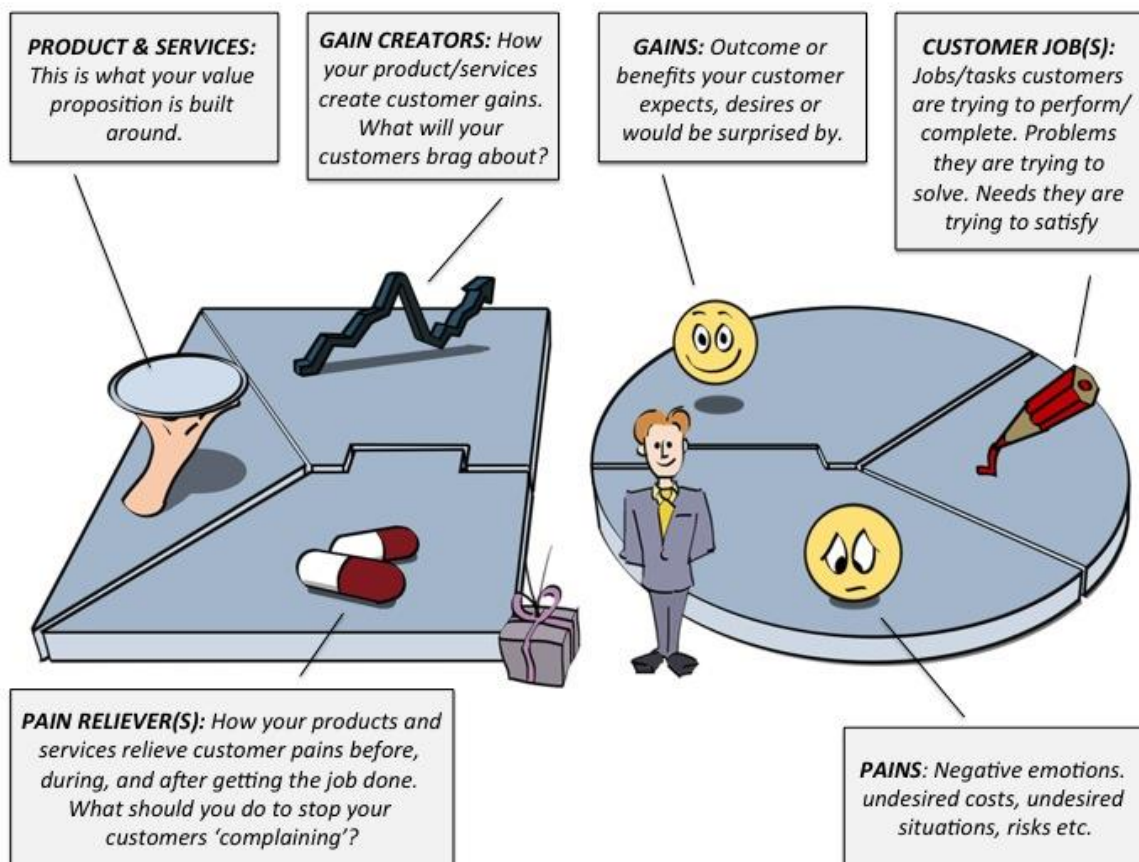 PRODUCT & SERVICES:
This is what your value
proposition is built
around.
GAIN CREATORS: How
your product/services
create customer gains.
What will your
customers brag about?
GAINS: Outcome or
benefits your customer
expects, desires or
would be surprised by.
CUSTOMER JOB(S):
Jobs/tasks customers
are trying to perform/
complete. Problems
they are trying to
solve. Needs they are
trying to satisfy
PAIN RELIEVER(S): How your products and
services relieve customer pains before,
during, and after getting the job done.
What should you do to stop your
customers ‘complaining’?
PAINS: Negative emotions.
undesired costs, undesired
situations, risks etc.